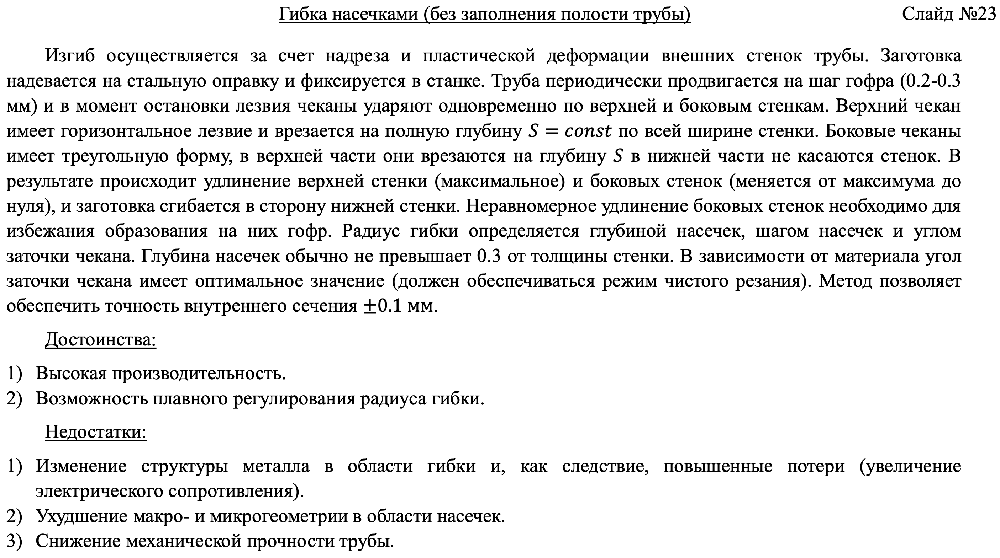 Гибка насечками (без заполнения полости трубы)
Слайд №23
Изгиб осуществляется за счет надреза и пластической деформации внешних стенок трубы. Заготовка
надевается на стальную оправку и фиксируется в станке. Труба периодически продвигается на шаг гофра (0.2-0.3
мм) и в момент остановки лезвия чеканы ударяют одновременно по верхней и боковым стенкам. Верхний чекан
имеет горизонтальное лезвие и врезается на полную глубину S = const по всей ширине стенки. Боковые чеканы
имеет треугольную форму, в верхней части они врезаются на глубину S в нижней части не касаются стенок. В
результате происходит удлинение верхней стенки (максимальное) и боковых стенок (меняется от максимума до
нуля), и заготовка сгибается в сторону нижней стенки. Неравномерное удлинение боковых стенок необходимо для
избежания образования на них гофр. Радиус гибки определяется глубиной насечек, шагом насечек и углом
заточки чекана. Глубина насечек обычно не превышает 0.3 от толщины стенки. В зависимости от материала угол
заточки чекана имеет оптимальное значение (должен обеспечиваться режим чистого резания). Метод позволяет
обеспечить точность внутреннего сечения ±0.1 мм.
Достоинства:
1) Высокая производительность.
2) Возможность плавного регулирования радиуса гибки.
Недостатки:
1) Изменение структуры металла в области гибки и, как следствие, повышенные потери (увеличение
электрического сопротивления).
2) Ухудшение макро- и микрогеометрии в области насечек.
3) Снижение механической прочности трубы.